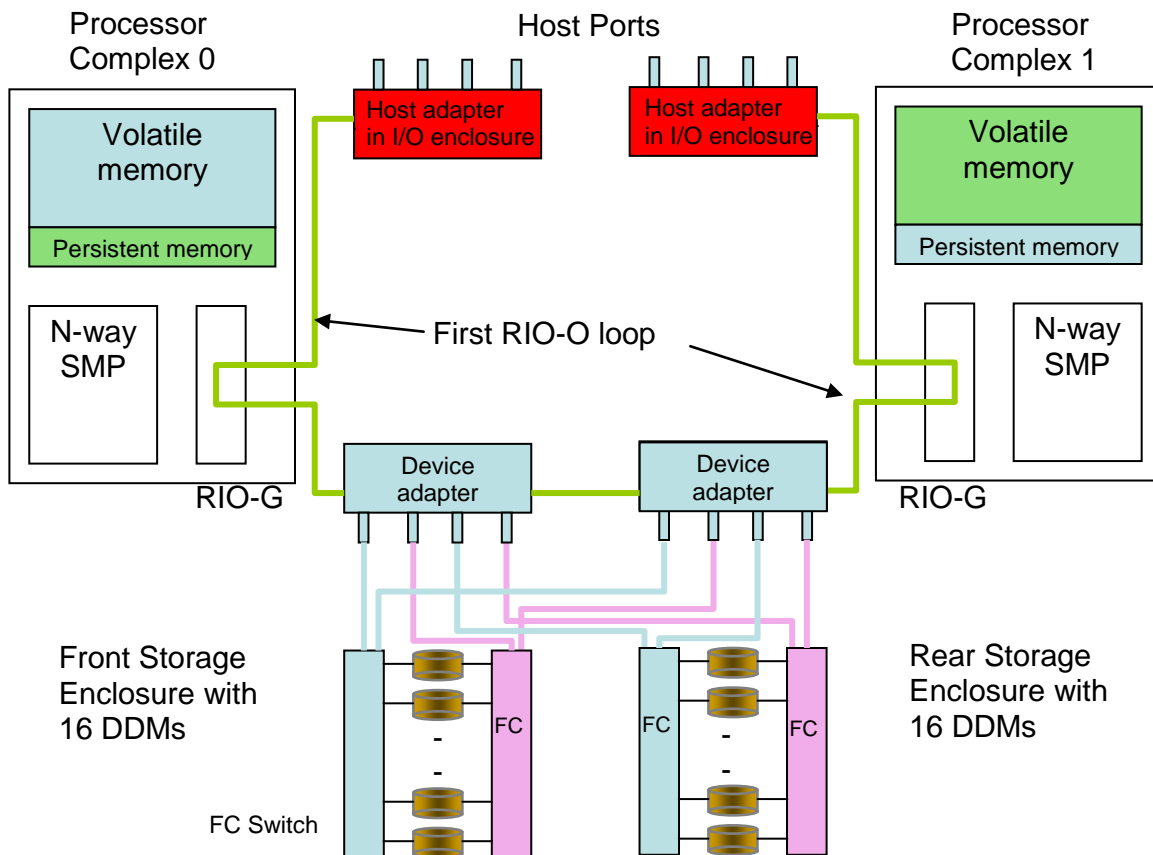 Processor
Complex 0
Host Ports
Processor
Complex 1
Host adapter
in I/O enclosure
Host adapter
in I/O enclosure
Volatile
memory
Persistent memory
Volatile
memory
Persistent memory
N-way
SMP
First RIO-O loop
N-way
SMP
RIO-G
Device
adapter
Device
adapter
RIO-G
Front Storage
Enclosure with
16 DDMs
FC
FC
FC
Rear Storage
Enclosure with
16 DDMs
FC Switch